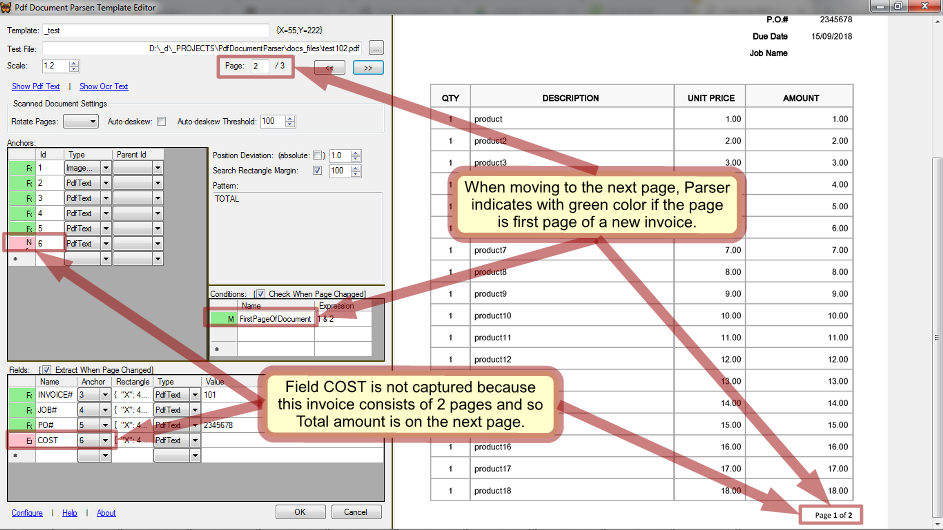 Pdf Document Parser: Template Editor
Template: _test {X=55,Y=222}
Test File: D:\_d\_PROJECTS\PdfDocumentParser\docs_files\test102.pdf ...
Scale: 1.2 Page: 2 / 3 << >>
Show Pdf Text | Show Ocr Text
Scanned Document Settings
Rotate Pages: Auto-deskew: Auto-deskew Threshold: 100
Anchors:
Id Type Parent Id
1 Image...
2 PdfText
3 PdfText
4 PdfText
5 PdfText
N 6 PdfText
*
Position Deviation: (absolute: ) 1.0
Search Rectangle Margin: 100
Pattern:
TOTAL
Conditions: [ Check When Page Changed]
Name Expression
M FirstPageOfDocument 1 & 2
*
Fields: [ Extract When Page Changed]
Name Anchor Rectangle Type Value
INVOICE# 3 { "X": 4... PdfText 101
JOB# 4 { "X": 4... PdfText
PO# 5 { "X": 4... PdfText 2345678
COST 6 { "X": 4... PdfText
*
Configure | Help | About OK Cancel
P.O.# 2345678
Due Date 15/09/2018
Job Name
QTY DESCRIPTION UNIT PRICE AMOUNT
1 product 1.00 1.00
1 product2 2.00 2.00
1 product3 3.00 3.00
4.00
5.00
6.00
1 product7 7.00 7.00
1 product8 8.00 8.00
1 product9 9.00 9.00
1 product10 10.00 10.00
1 product11 11.00 11.00
1 product12 12.00 12.00
13.00 13.00
14.00 14.00
15.00 15.00
1 product16 16.00 16.00
1 product17 17.00 17.00
1 product18 18.00 18.00
Page 1 of 2
When moving to the next page, Parser
indicates with green color if the page
is first page of a new invoice.
Field COST is not captured because
this invoice consists of 2 pages and so
Total amount is on the next page.